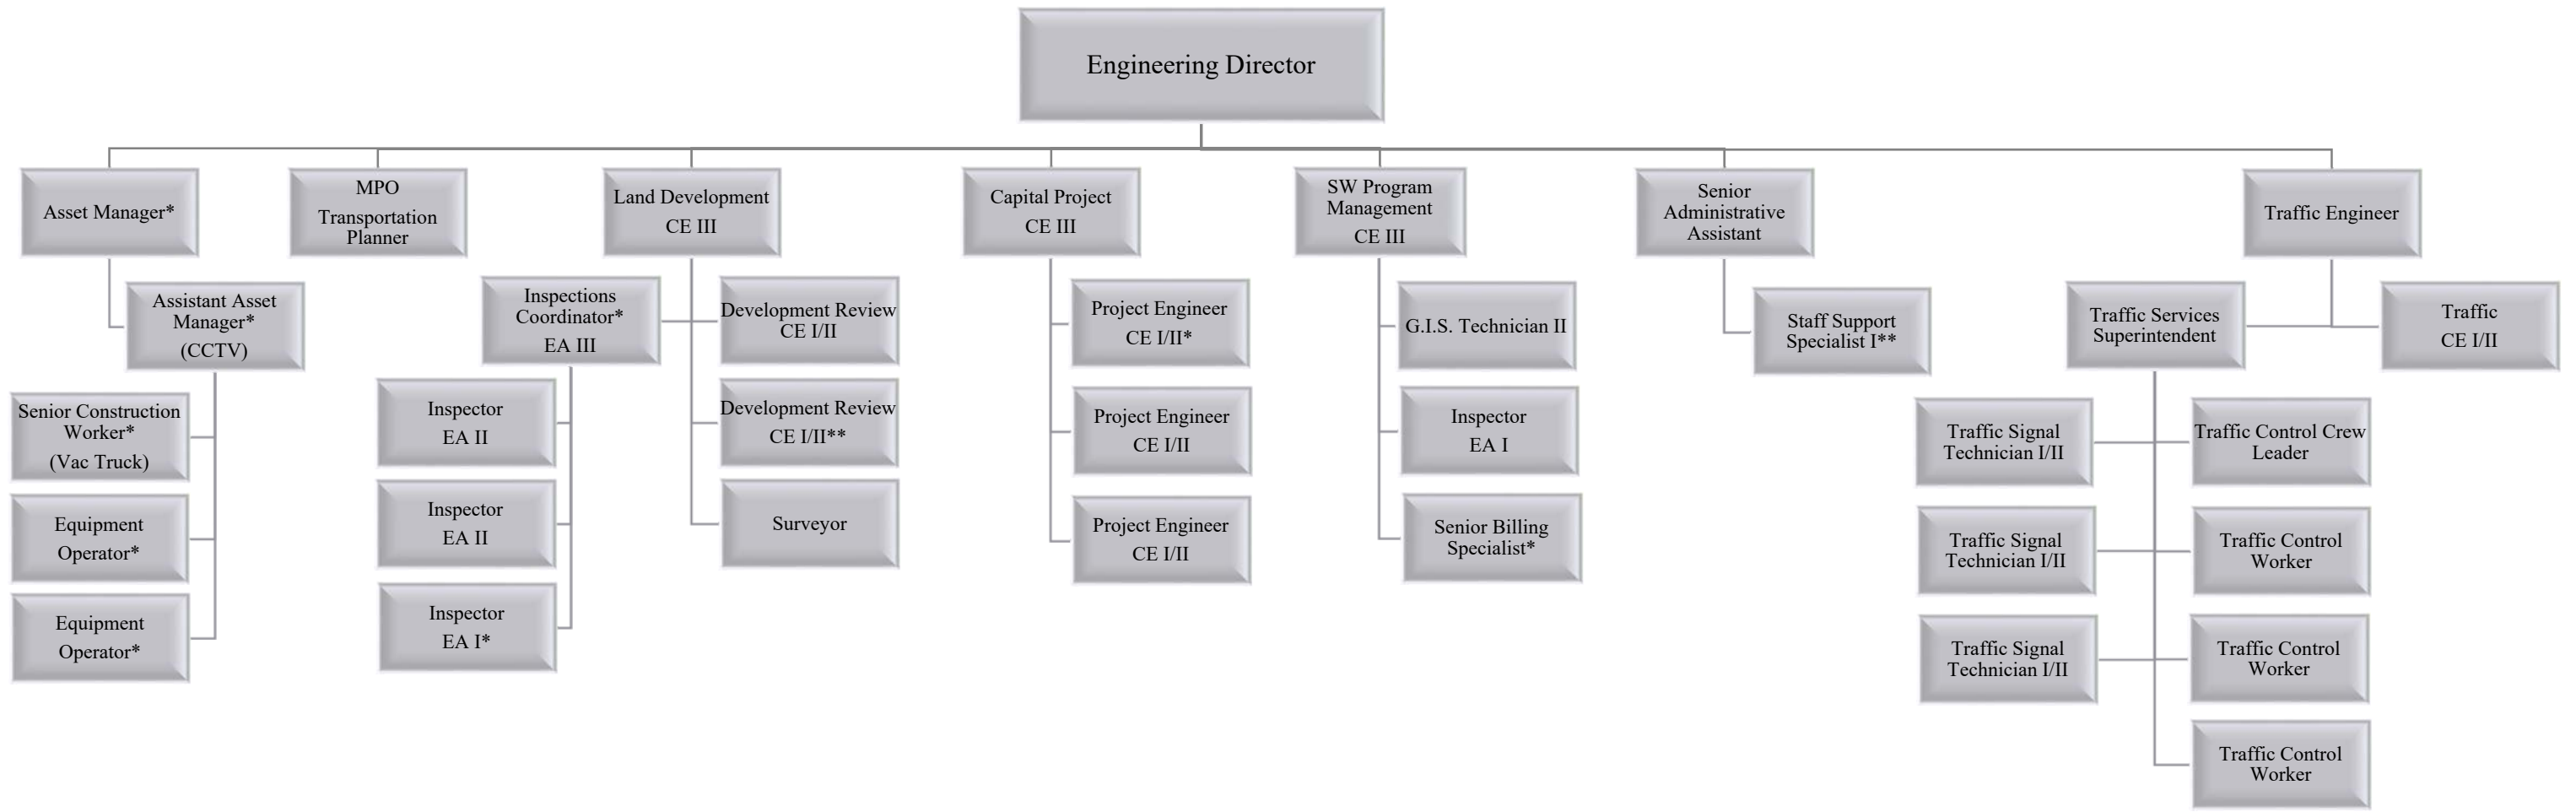 Engineering Director
Asset Manager*
MPO
Transportation
Planner
Land Development
CE III
Capital Project
CE III
SW Program
Management
CE III
Senior
Administrative
Assistant
Traffic Engineer
Assistant Asset
Manager*
(CCTV)
Senior Construction
Worker*
(Vac Truck)
Equipment
Operator*
Equipment
Operator*
Inspections
Coordinator*
EA III
Inspector
EA II
Inspector
EA II
Inspector
EA I*
Development Review
CE I/II
Development Review
CE I/II**
Surveyor
Project Engineer
CE I/II*
Project Engineer
CE I/II
Project Engineer
CE I/II
G.I.S. Technician II
Inspector
EA I
Senior Billing
Specialist*
Staff Support
Specialist I**
Traffic Services
Superintendent
Traffic
CE I/II
Traffic Signal
Technician I/II
Traffic Signal
Technician I/II
Traffic Signal
Technician I/II
Traffic Control Crew
Leader
Traffic Control
Worker
Traffic Control
Worker
Traffic Control
Worker